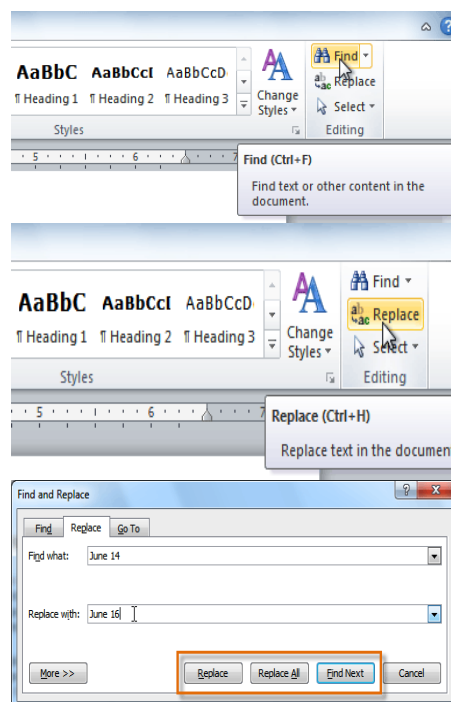 Find
AaBbC AaBbCcI AaBbCcD
Replace
¶ Heading 1 ¶ Heading 2 ¶ Heading 3
Change
Styles
Select
Styles
Editing
5 6 7
Find (Ctrl+F)
Find text or other content in the
document.
Find
AaBbC AaBbCcI AaBbCcD
Replace
¶ Heading 1 ¶ Heading 2 ¶ Heading 3
Change
Styles
Select
Styles
Editing
5 6 7
Replace (Ctrl+H)
Replace text in the documen
Find and Replace
Find Replace Go To
Find what: June 14
Replace with: June 16
More >> Replace Replace All Find Next Cancel